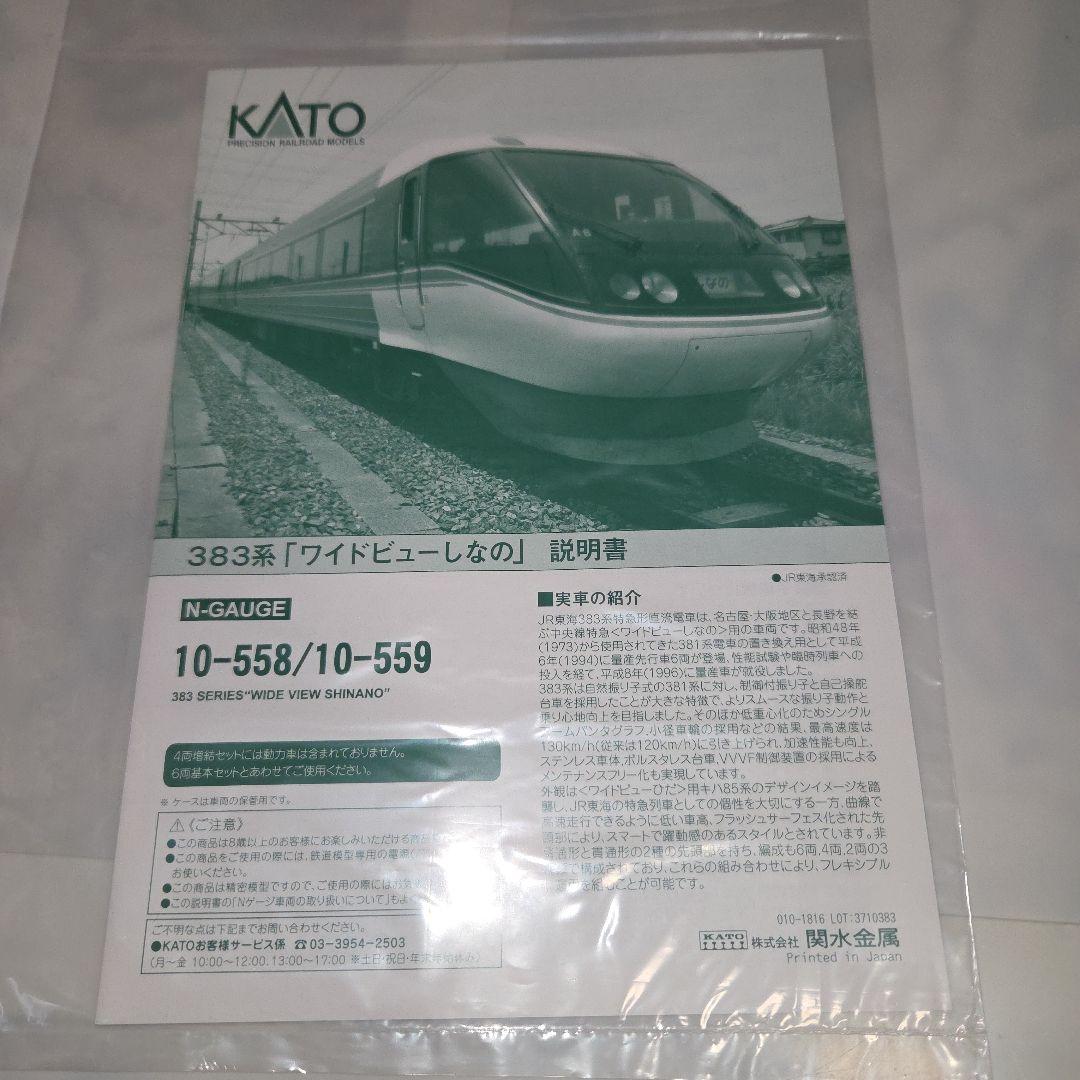 KATO
PRECISION RAILROAD MODELS
A6
なの
383系「ワイドビューしなの」 説明書
●JR東海承認済
N-GAUGE
10-558/10-559
383 SERIES“WIDE VIEW SHINANO”
4両増結セットには動力車は含まれておりません。
6両基本セットとあわせてご使用ください。
※ ケースは車両の保管用です。
⚠《ご注意》
●この商品は8歳以上のお客様にお楽しみいただける商品
●この商品をご使用の際には、鉄道模型専用の電源
お使いください。
●この商品は精密模型ですので、ご使用の際にはお気
●この説明書の「Nゲージ車両の取り扱いについて」もよく
ご不明な点は下記までお問い合わせください。
●KATOお客様サービス係 ☎03-3954-2503
(月～金 10:00～12:00、13:00～17:00 ※土日・祝日・年末年始休み)
■実車の紹介
JR東海383系特急形直流電車は、名古屋・大阪地区と長野を結
ぶ中央線特急<ワイドビューしなの>用の車両です。昭和48年
(1973)から使用されてきた381系電車の置き換え用として平成
6年(1994)に量産先行車6両が登場、性能試験や臨時列車への
投入を経て、平成8年(1996)に量産車が就役しました。
383系は自然振り子式の381系に対し、制御付振り子と自己操舵
台車を採用したことが大きな特徴で、よりスムーズな振り子動作と
乗り心地向上を目指しました。そのほか低重心化のためシングル
アームパンタグラフ、小径車輪の採用などの結果、最高速度は
130km/h(従来は120km/h)に引き上げられ、加速性能も向上、
ステンレス車体、ボルスタレス台車、VVVF制御装置の採用による
メンテナンスフリー化も実現しています。
外観は<ワイドビューひだ>用キハ85系のデザインイメージを踏
襲し、JR東海の特急列車としての個性を大切にする一方、曲線で
高速走行できるように低い車高、フラッシュサーフェス化された先
頭部により、スマートで躍動感のあるスタイルとされています。非
貫通形と貫通形の2種の先頭部を持ち、編成も6両、4両、2両の3
で構成されており、これらの組み合わせにより、フレキシブル
運用を組むことが可能です。
010-1816 LOT:3710383
KATO 株式会社 関水金属
Printed in Japan